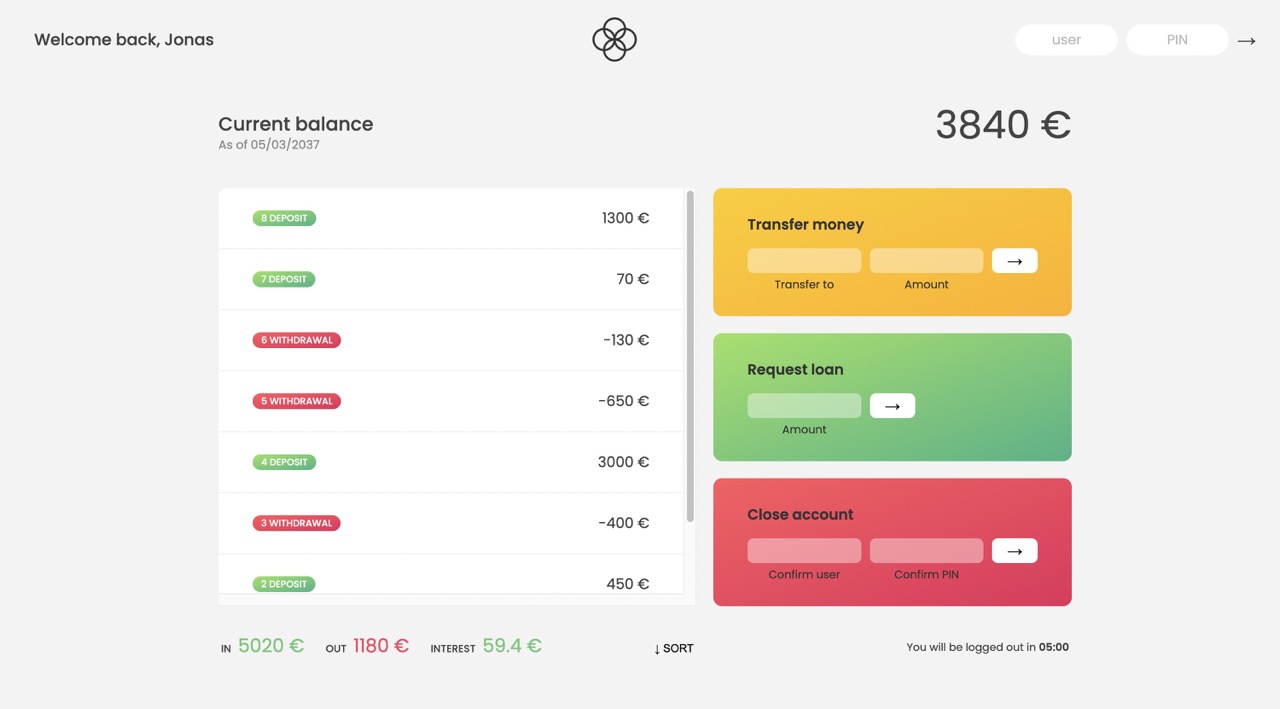 Welcome back, Jonas
user PIN →
Current balance
As of 05/03/2037
3840 €
8 DEPOSIT 1300 €
7 DEPOSIT 70 €
6 WITHDRAWAL -130 €
5 WITHDRAWAL -650 €
4 DEPOSIT 3000 €
3 WITHDRAWAL -400 €
2 DEPOSIT 450 €
Transfer money
→
Transfer to Amount
Request loan
→
Amount
Close account
→
Confirm user Confirm PIN
IN 5020 € OUT 1180 € INTEREST 59.4 € ↓ SORT
You will be logged out in 05:00